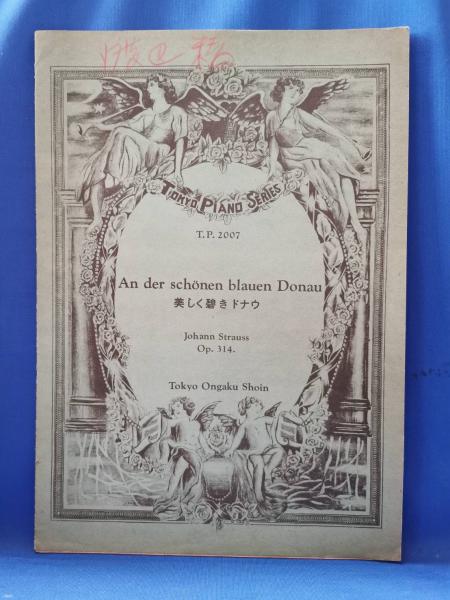 TOKYO PIANO SERIES
T.P. 2007
An der schönen blauen Donau
美しく碧きドナウ
Johann Strauss
Op. 314.
Tokyo Ongaku Shoin